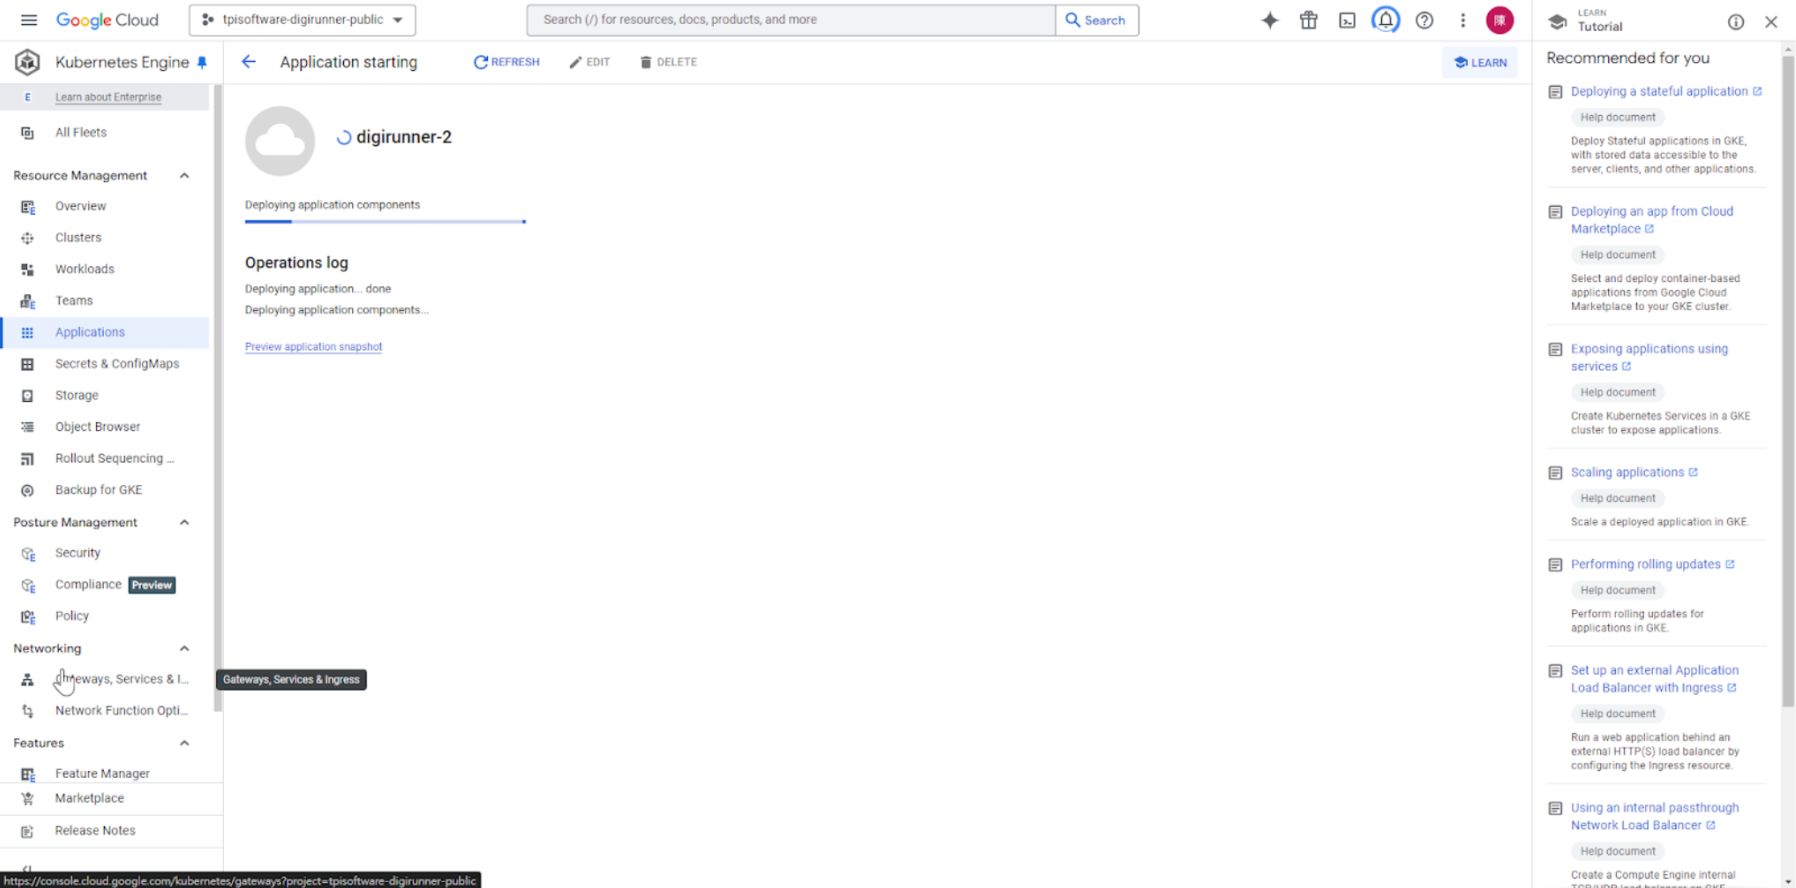 Google Cloud
tpisoftware-digirunner-public
Search (/) for resources, docs, products, and more
Search
陳
LEARN
Tutorial
Kubernetes Engine
Application starting
REFRESH
EDIT
DELETE
LEARN
E
Learn about Enterprise
All Fleets
Resource Management
Overview
Clusters
Workloads
Teams
Applications
Secrets & ConfigMaps
Storage
Object Browser
Rollout Sequencing ...
Backup for GKE
Posture Management
Security
Compliance Preview
Policy
Networking
Gateways, Services & I...
Network Function Opti...
Features
Feature Manager
Marketplace
Release Notes
digirunner-2
Deploying application components
Operations log
Deploying application... done
Deploying application components...
Preview application snapshot
Gateways, Services & Ingress
Recommended for you
Deploying a stateful application
Help document
Deploy Stateful applications in GKE,
with stored data accessible to the
server, clients, and other applications.
Deploying an app from Cloud
Marketplace
Help document
Select and deploy container-based
applications from Google Cloud
Marketplace to your GKE cluster.
Exposing applications using
services
Help document
Create Kubernetes Services in a GKE
cluster to expose applications.
Scaling applications
Help document
Scale a deployed application in GKE.
Performing rolling updates
Help document
Perform rolling updates for
applications in GKE.
Set up an external Application
Load Balancer with Ingress
Help document
Run a web application behind an
external HTTP(S) load balancer by
configuring the Ingress resource.
Using an internal passthrough
Network Load Balancer
Help document
Create a Compute Engine internal
https://console.cloud.google.com/kubernetes/gateways?project=tpisoftware-digirunner-public